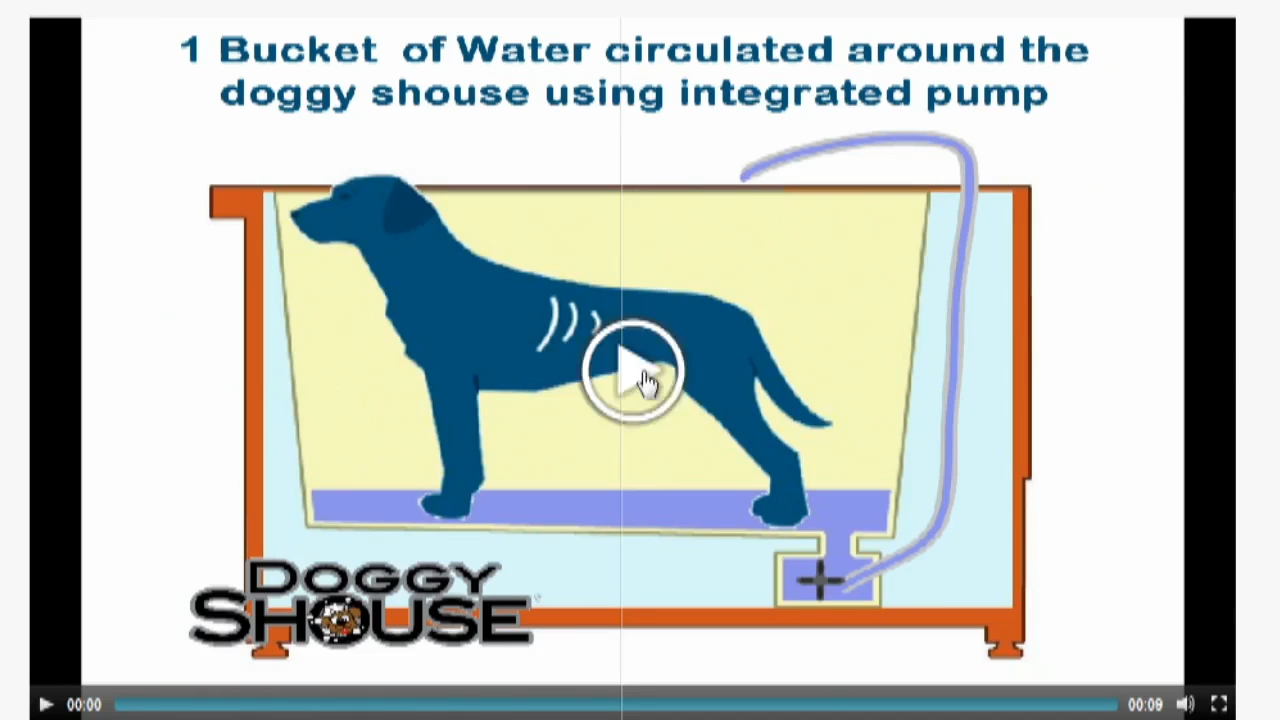 1 Bucket of Water circulated around the
doggy shouse using integrated pump
DOGGY
SHOUSE
00:00
00:09